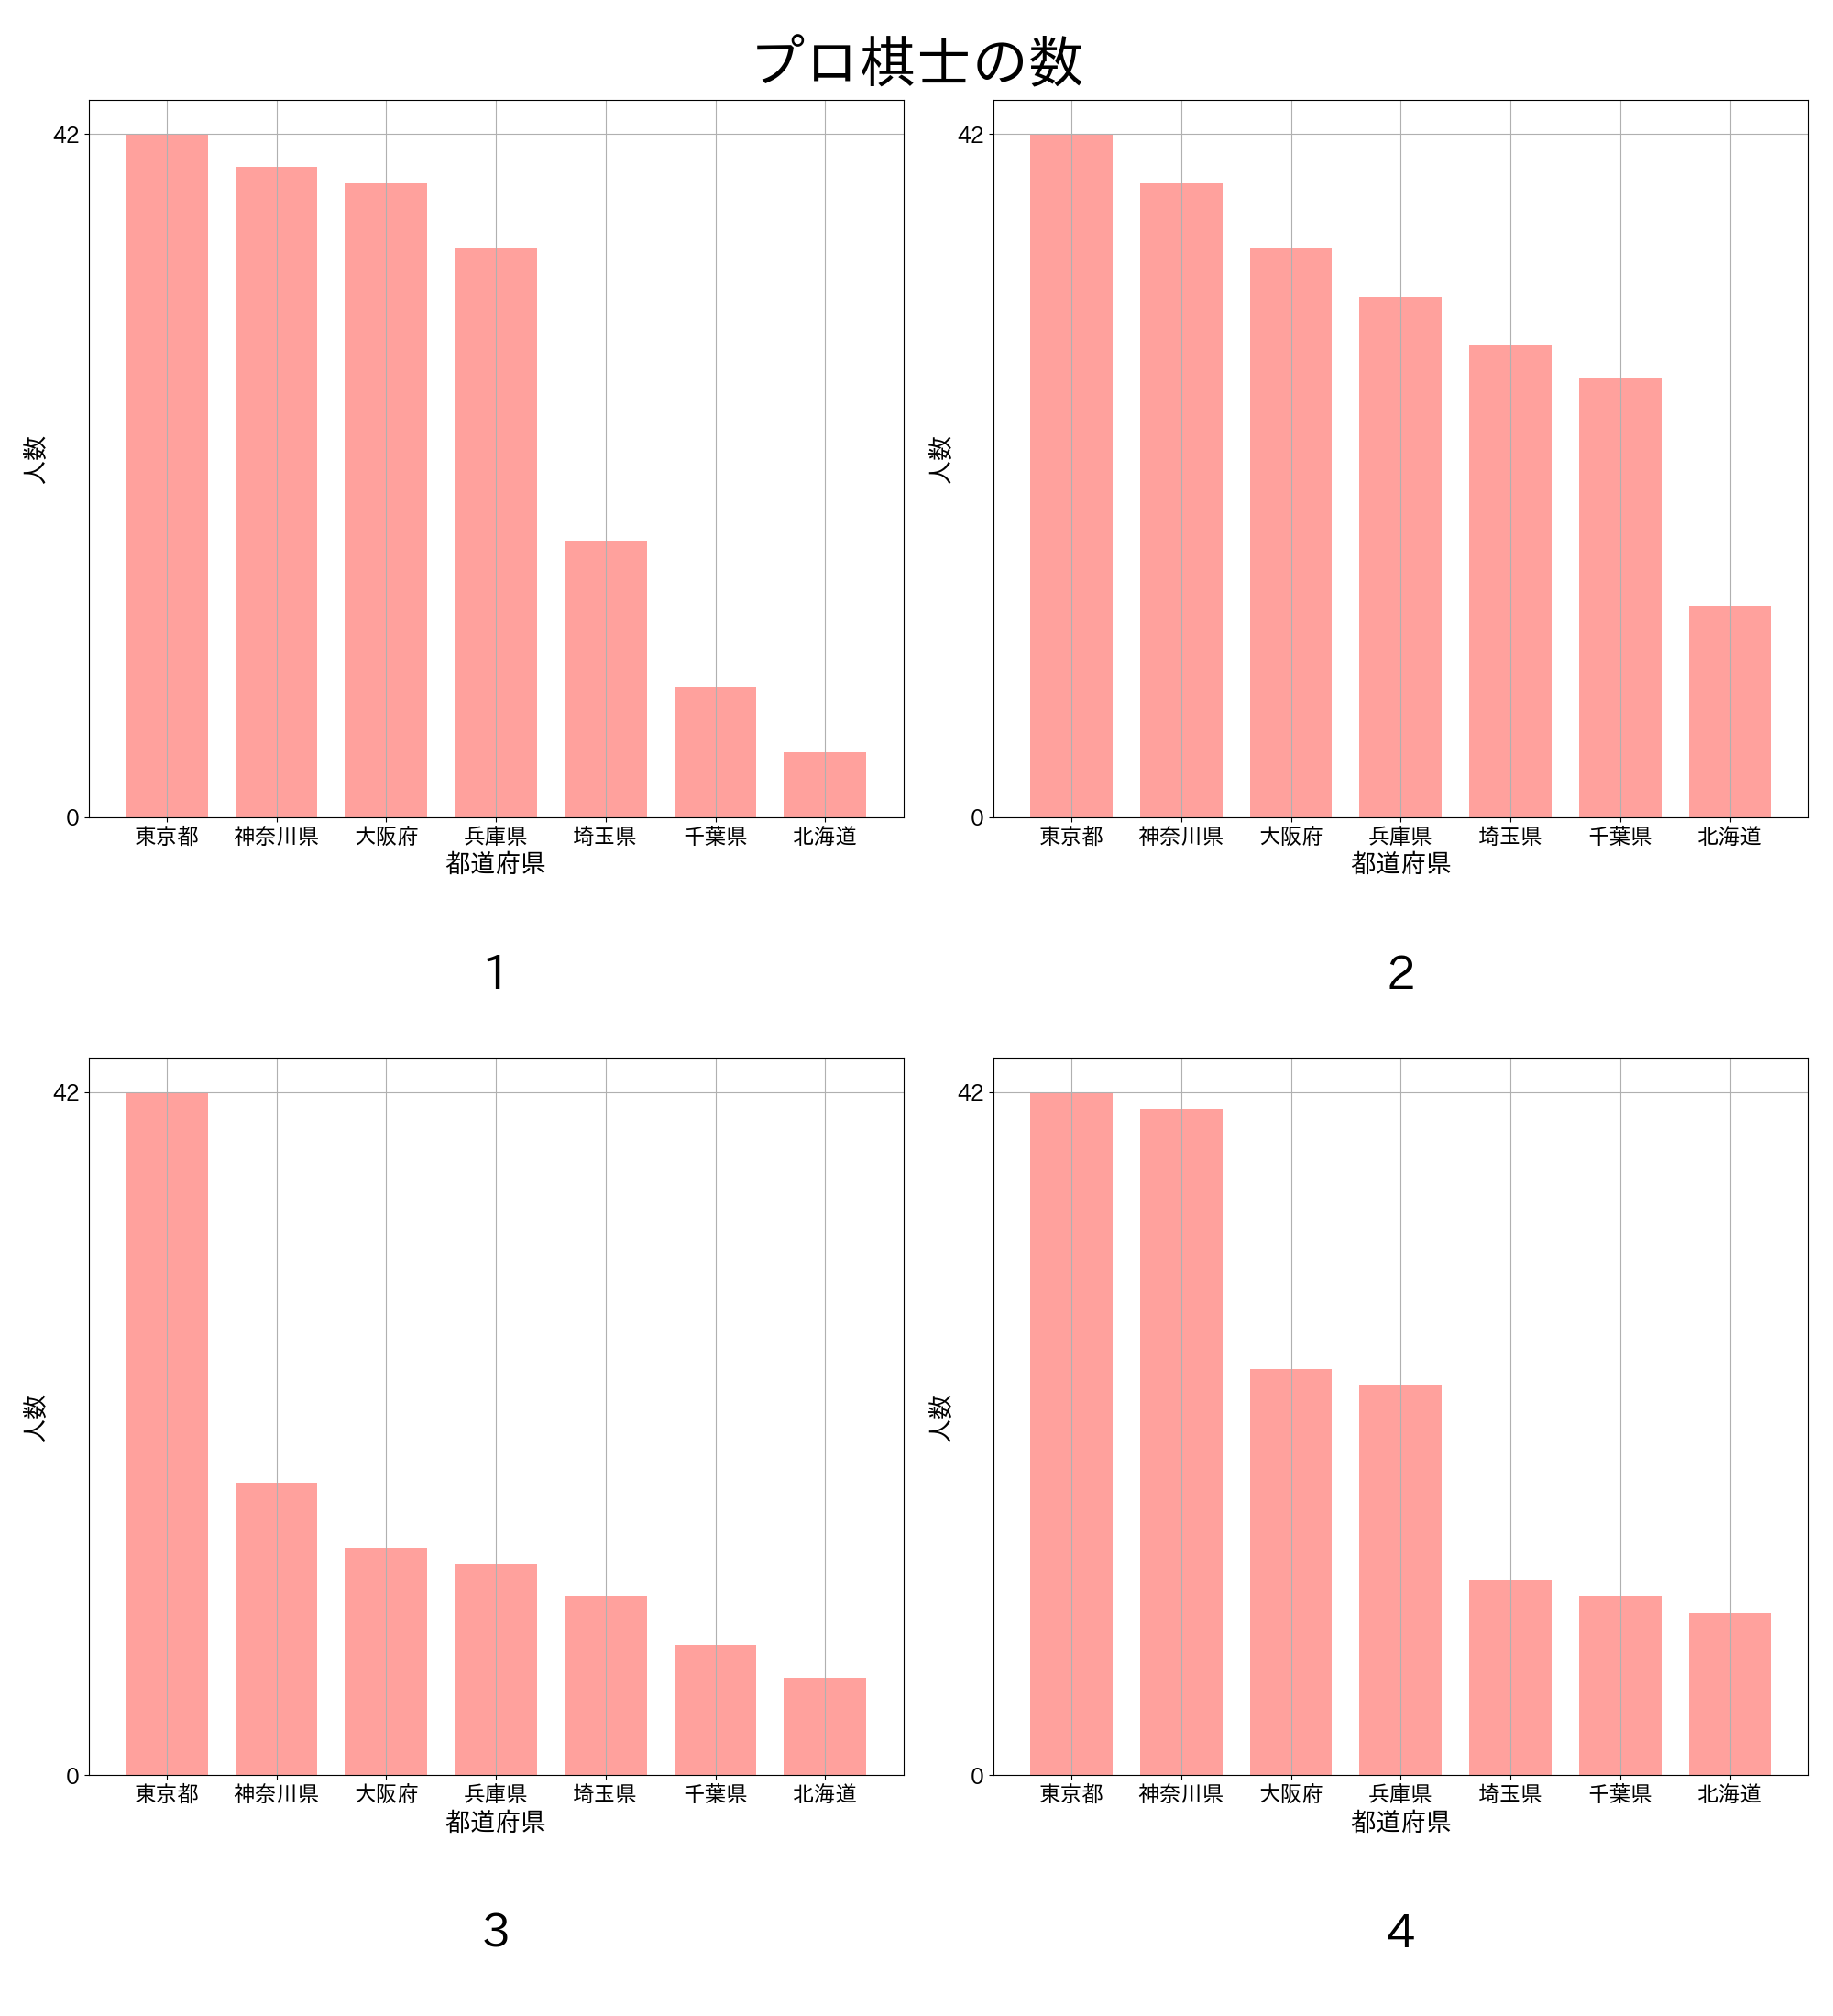 プロ棋士の数
42
0
人数
東京都 神奈川県 大阪府 兵庫県 埼玉県 千葉県 北海道
都道府県
1
42
0
人数
東京都 神奈川県 大阪府 兵庫県 埼玉県 千葉県 北海道
都道府県
2
42
0
人数
東京都 神奈川県 大阪府 兵庫県 埼玉県 千葉県 北海道
都道府県
3
42
0
人数
東京都 神奈川県 大阪府 兵庫県 埼玉県 千葉県 北海道
都道府県
4